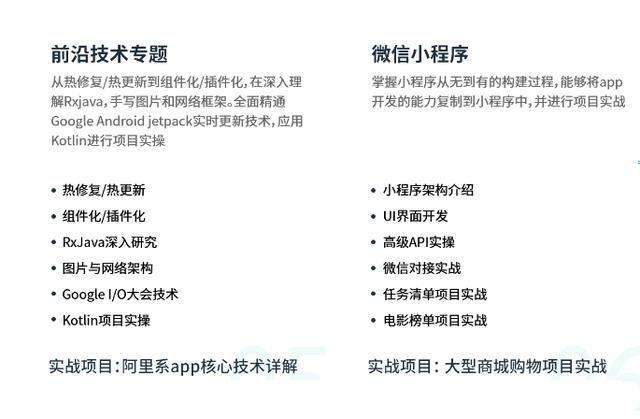 前沿技术专题
从热修复/热更新到组件化/插件化，在深入理
解Rxjava，手写图片和网络框架。全面精通
Google Android jetpack实时更新技术，应用
Kotlin进行项目实操
• 热修复/热更新
• 组件化/插件化
• RxJava深入研究
• 图片与网络架构
• Google I/O大会技术
• Kotlin项目实操
实战项目：阿里系app核心技术详解
微信小程序
掌握小程序从无到有的构建过程，能够将app
开发的能力复制到小程序中，并进行项目实战
• 小程序架构介绍
• UI界面开发
• 高级API实操
• 微信对接实战
• 任务清单项目实战
• 电影榜单项目实战
实战项目： 大型商城购物项目实战